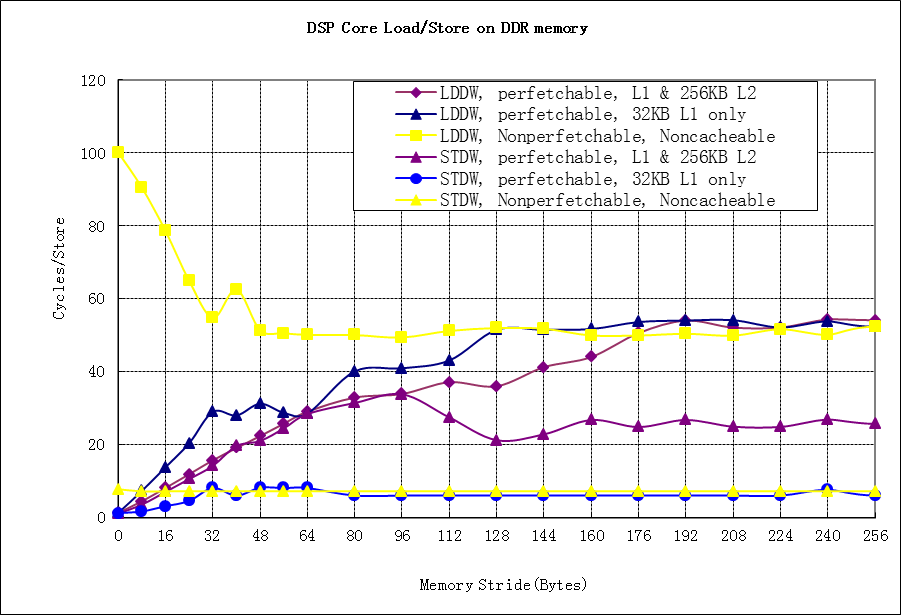 DSP Core Load/Store on DDR memory
120
100
80
60
40
20
0
Cycles/Store
LDDW, perfetchable, L1 & 256KB L2
LDDW, perfetchable, 32KB L1 only
LDDW, Nonperfetchable, Noncacheable
STDW, perfetchable, L1 & 256KB L2
STDW, perfetchable, 32KB L1 only
STDW, Nonperfetchable, Noncacheable
0 16 32 48 64 80 96 112 128 144 160 176 192 208 224 240 256
Memory Stride(Bytes)